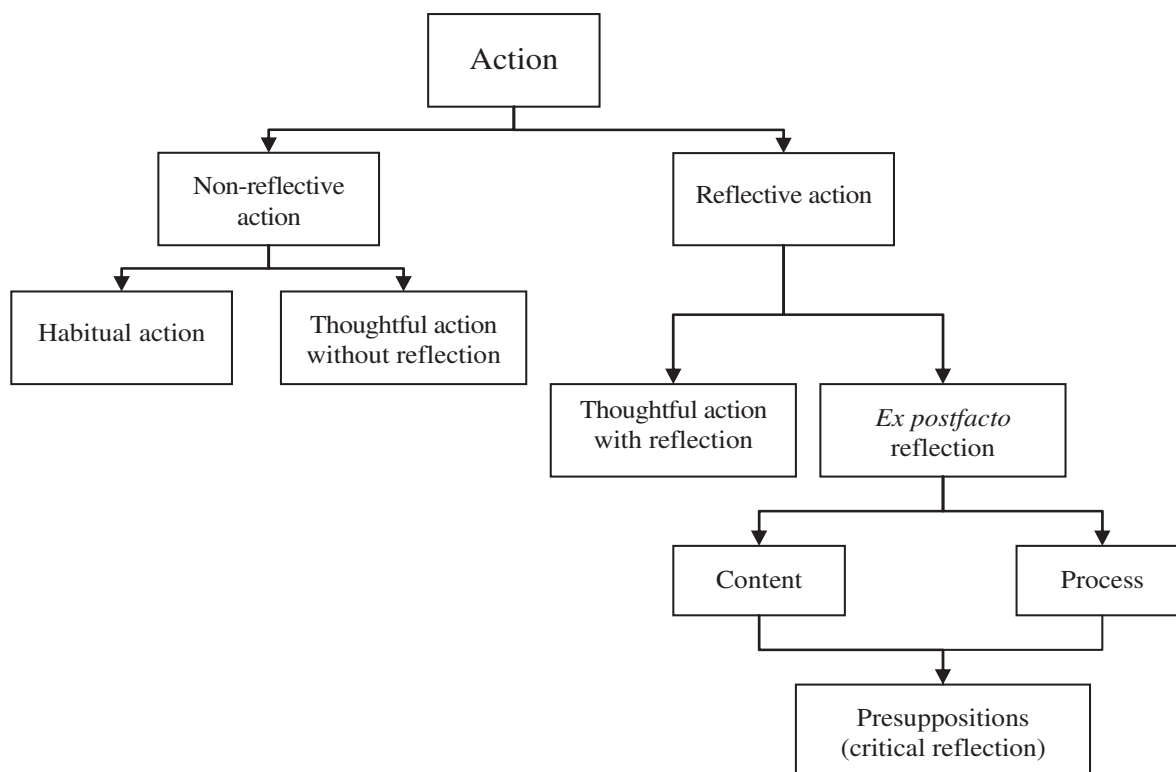 Action
Non-reflective
action
Reflective action
Habitual action
Thoughtful action
without reflection
Thoughtful action
with reflection
Ex postfacto
reflection
Content
Process
Presuppositions
(critical reflection)